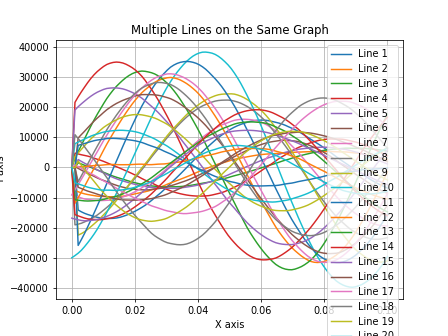 Multiple Lines on the Same Graph
40000
30000
20000
10000
0
−10000
−20000
−30000
−40000
0.00
0.02
0.04
0.06
0.08
X axis
Line 1
Line 2
Line 3
Line 4
Line 5
Line 6
Line 7
Line 8
Line 9
Line 10
Line 11
Line 12
Line 13
Line 14
Line 15
Line 16
Line 17
Line 18
Line 19